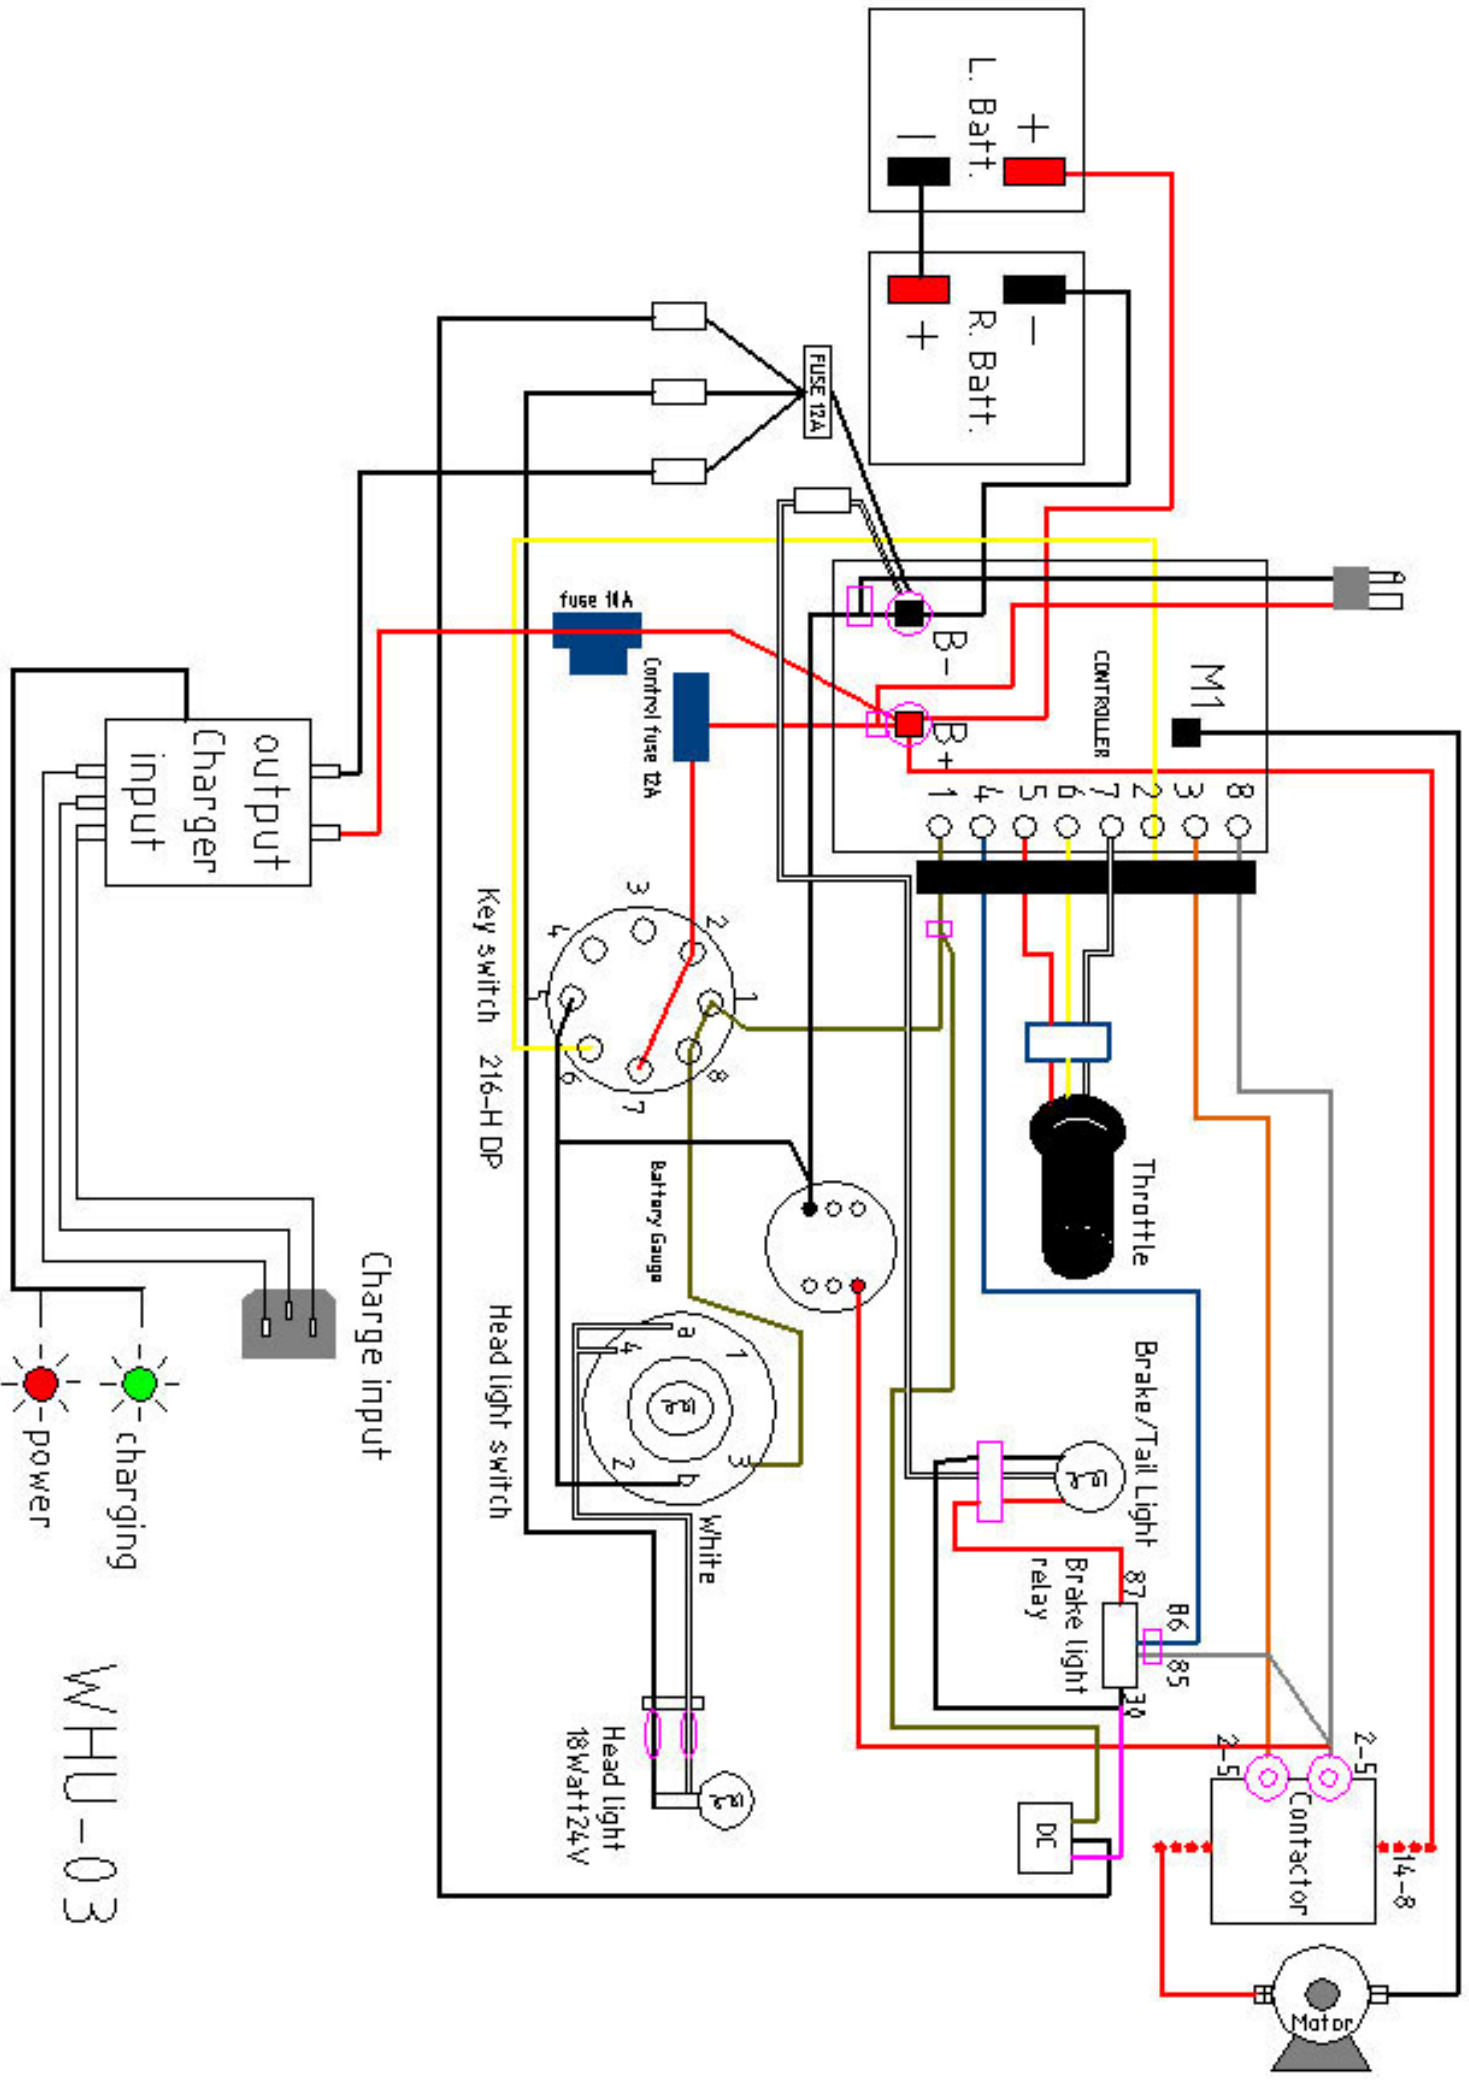 L. Batt.
+
-
R. Batt.
+
-
FUSE 12A
B-
B+
CONTROLLER
M1
1
4
5
6
7
2
3
8
fuse 10A
Control fuse 12A
output
Charger
input
Key switch 216-H DP
1
2
3
4
5
6
7
8
Throttle
Battery Gauge
Charge input
Head light switch
a
1
4
2
3
b
White
Brake/Tail Light
Brake light
relay
87
86
85
30
2-5
2-5
Contactor
14-8
Motor
DC
Head light
18Watt24V
charging
power
WHU-03